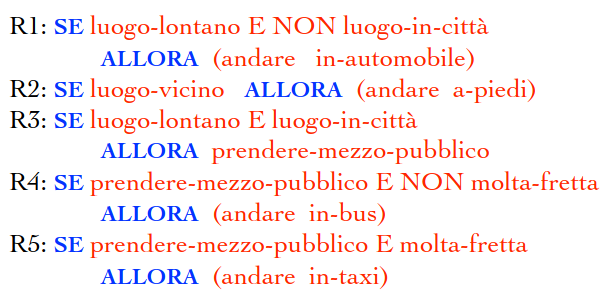 R1: SE luogo-lontano E NON luogo-in-città
ALLORA (andare in-automobile)
R2: SE luogo-vicino ALLORA (andare a-piedi)
R3: SE luogo-lontano E luogo-in-città
ALLORA prendere-mezzo-pubblico
R4: SE prendere-mezzo-pubblico E NON molta-fretta
ALLORA (andare in-bus)
R5: SE prendere-mezzo-pubblico E molta-fretta
ALLORA (andare in-taxi)